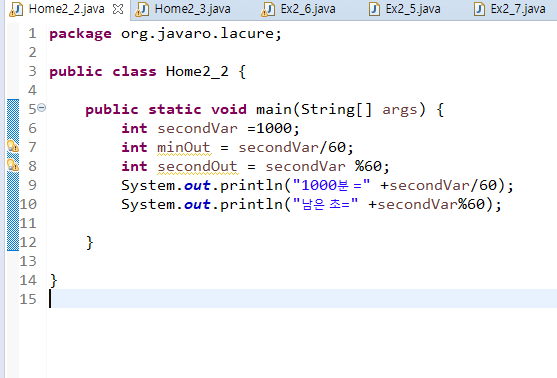 Home2_2.java Home2_3.java Ex2_6.java Ex2_5.java Ex2_7.java
1 package org.javaro.lacure;
2
3 public class Home2_2 {
4
5 public static void main(String[] args) {
6 int secondVar =1000;
7 int minOut = secondVar/60;
8 int secondOut = secondVar %60;
9 System.out.println("1000분 =" +secondVar/60);
10 System.out.println("남은 초=" +secondVar%60);
11
12 }
13
14 }
15